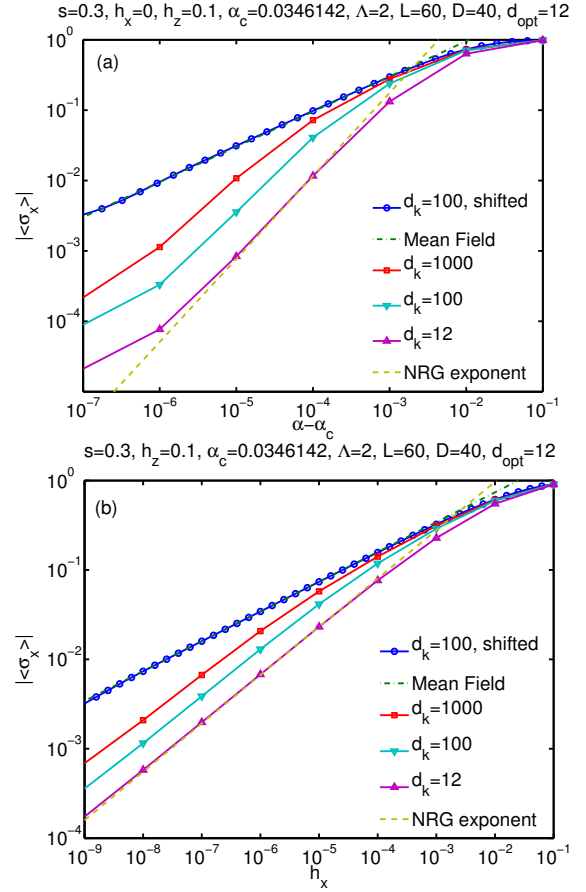 s=0.3, h_x=0, h_z=0.1, α_c=0.0346142, Λ=2, L=60, D=40, d_opt=12
(a)
10^0
10^-1
10^-2
10^-3
10^-4
|<σ_x>|
d_k=100, shifted
Mean Field
d_k=1000
d_k=100
d_k=12
NRG exponent
10^-7 10^-6 10^-5 10^-4 10^-3 10^-2 10^-1
α−α_c
s=0.3, h_z=0.1, α_c=0.0346142, Λ=2, L=60, D=40, d_opt=12
(b)
10^0
10^-1
10^-2
10^-3
10^-4
|<σ_x>|
d_k=100, shifted
Mean Field
d_k=1000
d_k=100
d_k=12
NRG exponent
10^-9 10^-8 10^-7 10^-6 10^-5 10^-4 10^-3 10^-2 10^-1
h_x